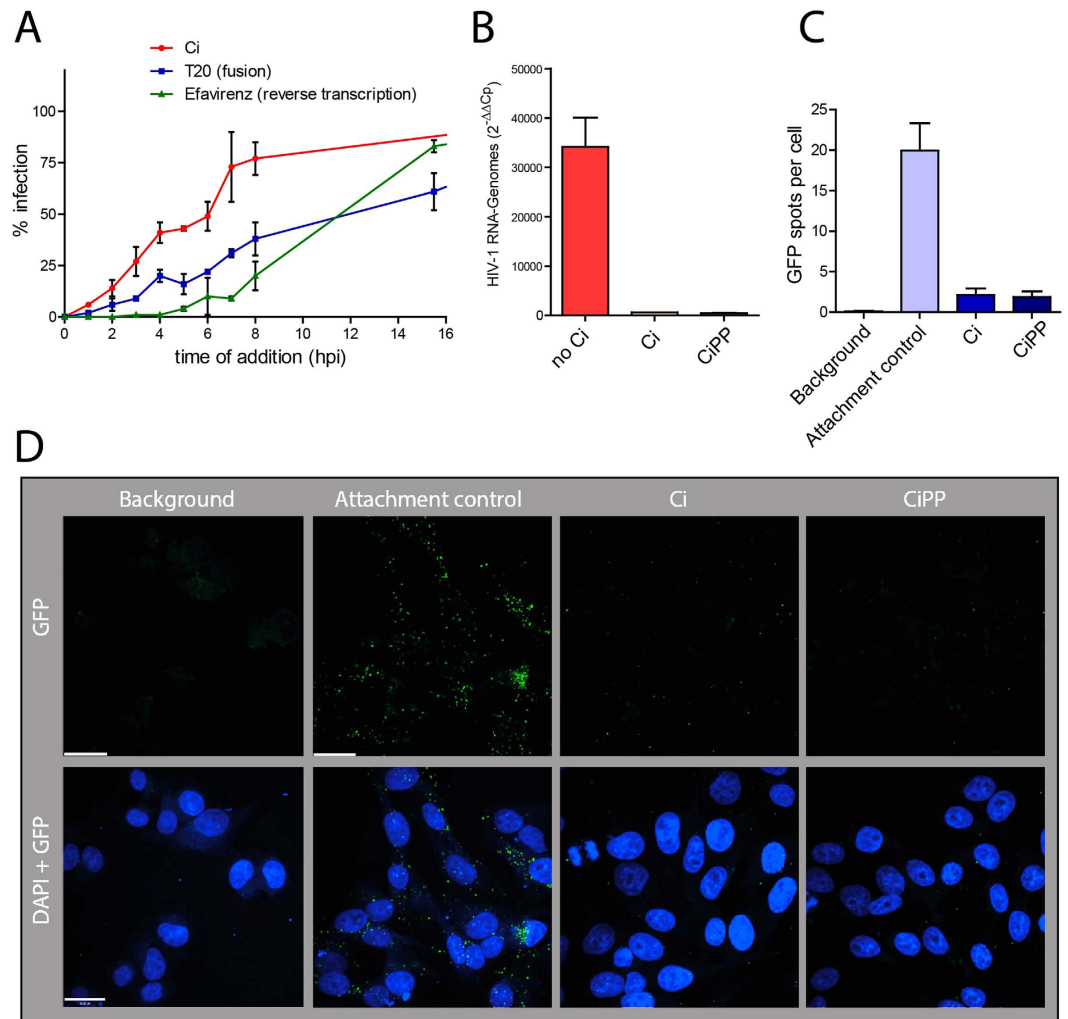 A
Ci
T20 (fusion)
Efavirenz (reverse transcription)
% infection
100
75
50
25
0
0 2 4 6 8 10 12 14 16
time of addition (hpi)
B
HIV-1 RNA-Genomes (2^-ΔΔCp)
50000
40000
30000
20000
10000
0
no Ci
Ci
CiPP
C
GFP spots per cell
25
20
15
10
5
0
Background
Attachment control
Ci
CiPP
D
Background Attachment control Ci CiPP
GFP
DAPI + GFP